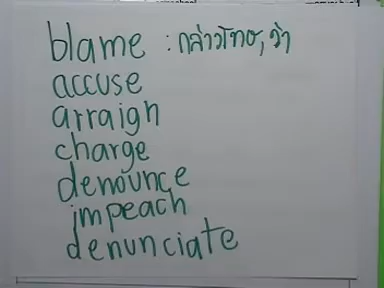 blame : กล่าวโทษ, ว่า
accuse
arraign
charge
denounce
impeach
denunciate